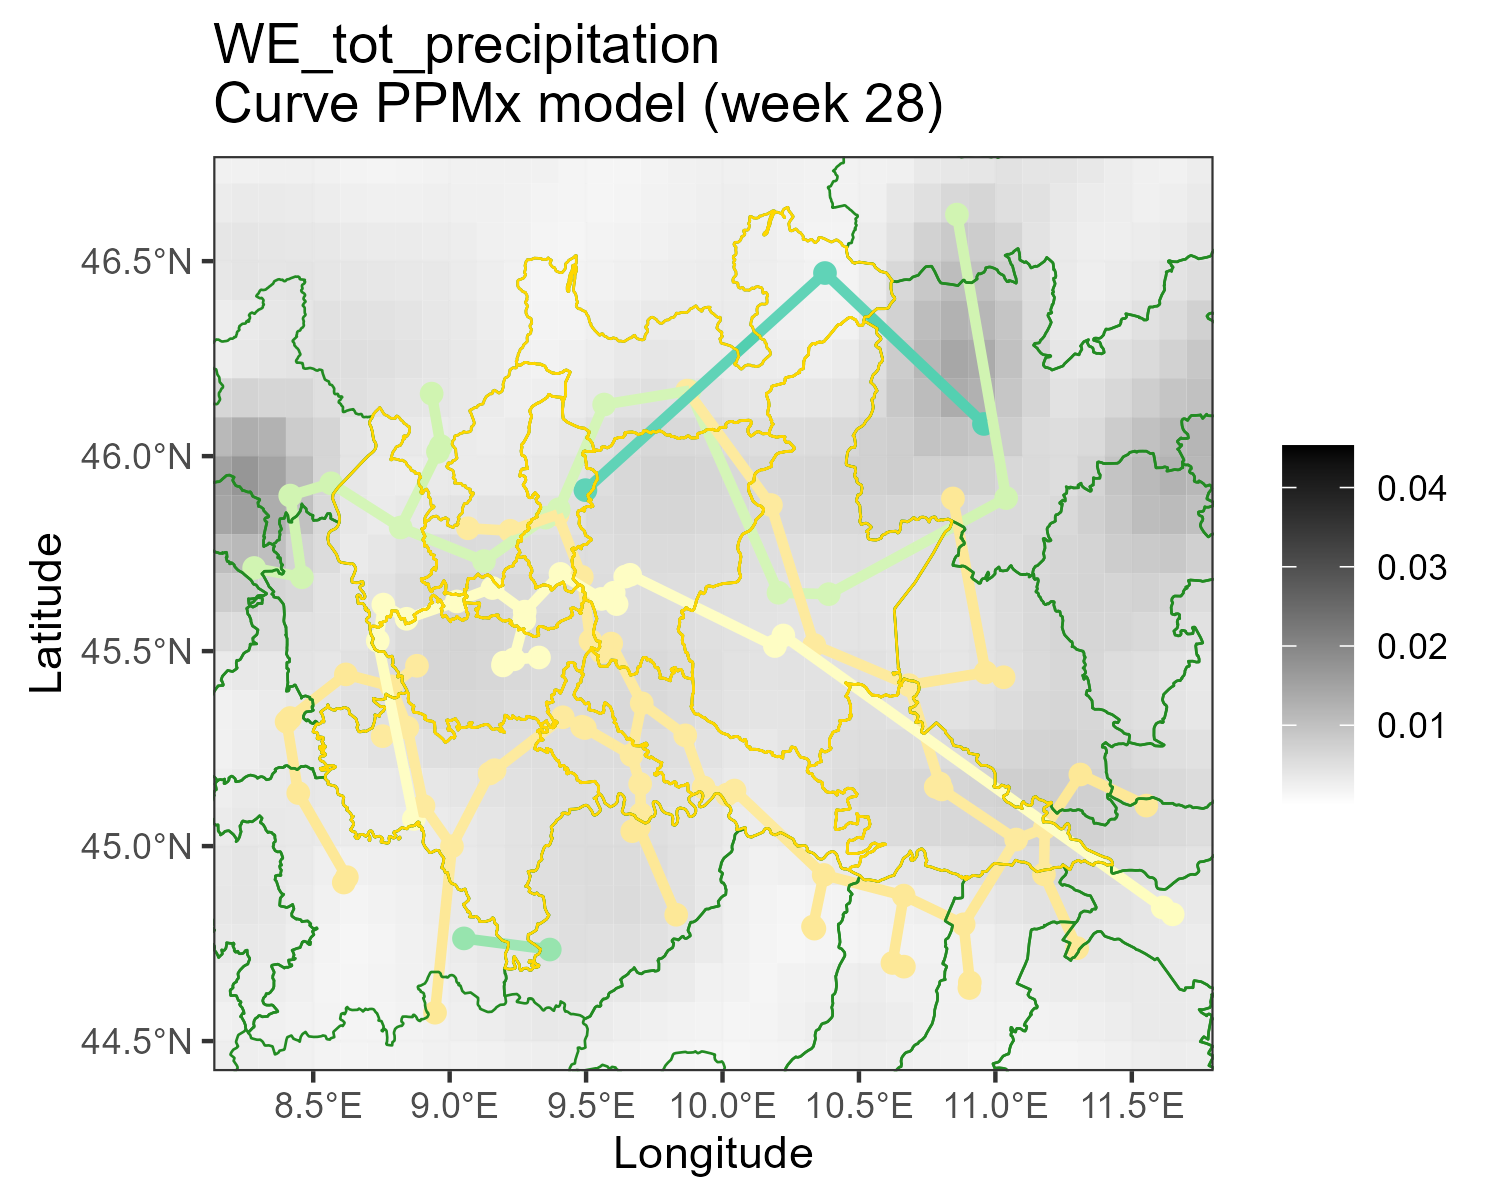 WE_tot_precipitation
Curve PPMx model (week 28)
46.5°N
46.0°N
45.5°N
45.0°N
44.5°N
Latitude
8.5°E 9.0°E 9.5°E 10.0°E 10.5°E 11.0°E 11.5°E
Longitude
0.04
0.03
0.02
0.01